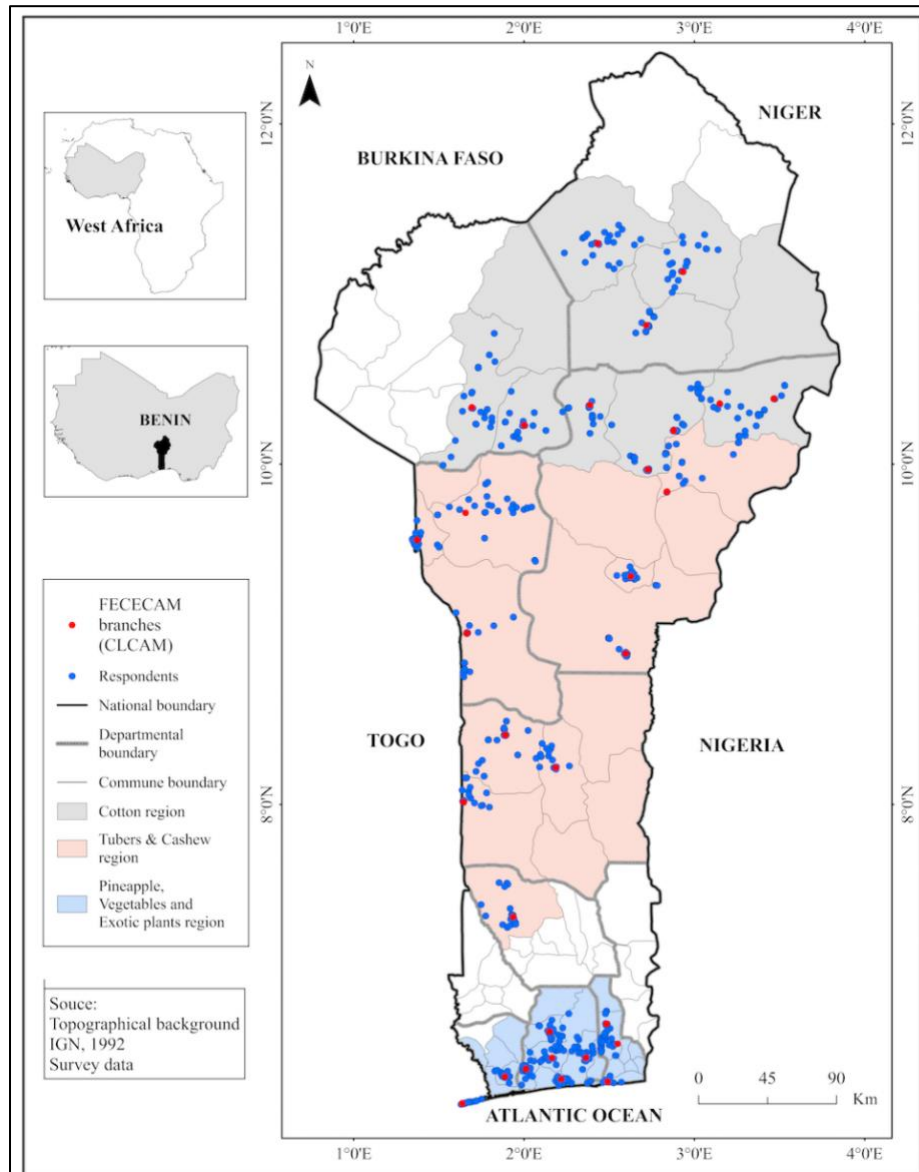 1°0'E
2°0'E
3°0'E
4°0'E
N
NIGER
12°0'N
12°0'N
BURKINA FASO
West Africa
BENIN
10°0'N
10°0'N
FECECAM
branches
(CLCAM)
Respondents
National boundary
Departmental
boundary
Commune boundary
Cotton region
Tubers & Cashew
region
Pineapple,
Vegetables and
Exotic plants region
TOGO
NIGERIA
8°0'N
8°0'N
Souce:
Topographical background
IGN, 1992
Survey data
0
45
90
Km
ATLANTIC OCEAN
1°0'E
2°0'E
3°0'E
4°0'E